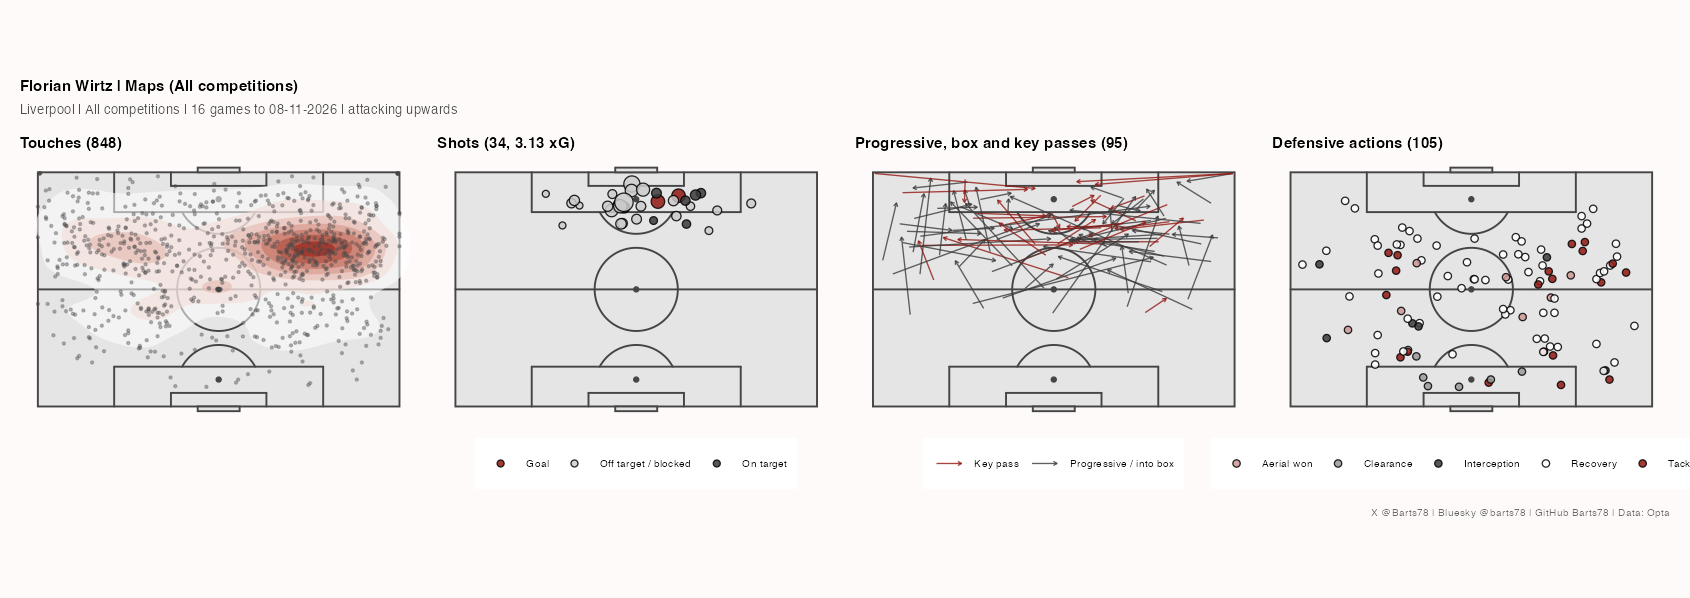 Florian Wirtz | Maps (All competitions)
Liverpool | All competitions | 16 games to 08-11-2026 | attacking upwards
Touches (848)
Shots (34, 3.13 xG)
Progressive, box and key passes (95)
Defensive actions (105)
Goal
Off target / blocked
On target
Key pass
Progressive / into box
Aerial won
Clearance
Interception
Recovery
Tack
X @Barts78 | Bluesky @barts78 | GitHub Barts78 | Data: Opta